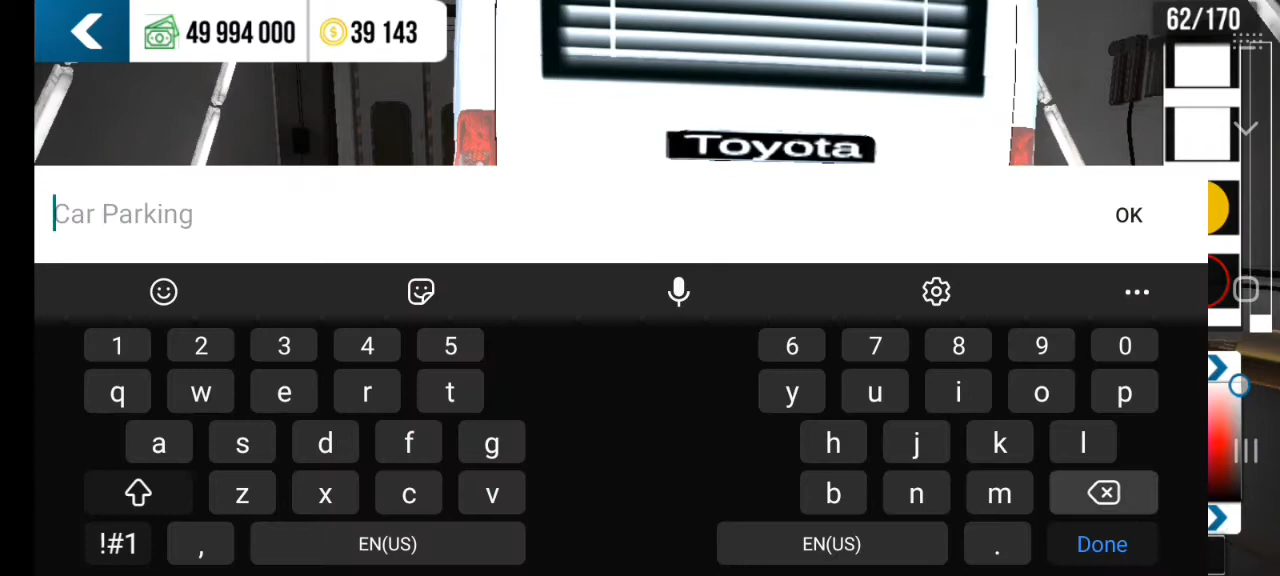 49 994 000 39 143 62/170
Toyota
Car Parking OK
1 2 3 4 5 6 7 8 9 0
q w e r t y u i o p
a s d f g h j k l
z x c v b n m
!#1 , EN(US) EN(US) . Done